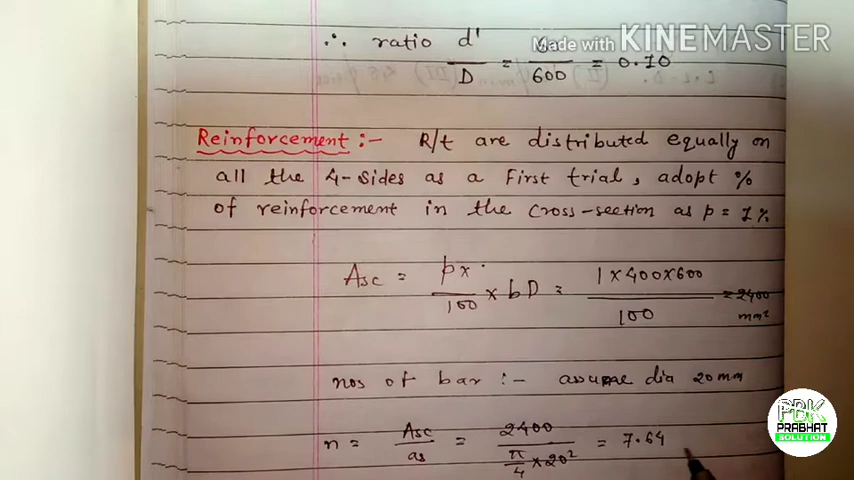 Made with KINEMASTER
∴ ratio d'/D = /600 = 0.10
Reinforcement :- R/t are distributed equally on
all the 4-sides as a first trial, adopt %
of reinforcement in the cross-section as p = 1%
Asc = px/100 × bD = 1×400×600/100 = 2400 mm²
nos of bar :- assume dia 20mm
n = Asc/as = 2400/π/4 × 20² = 7.64
PBK
PRABHAT
SOLUTION